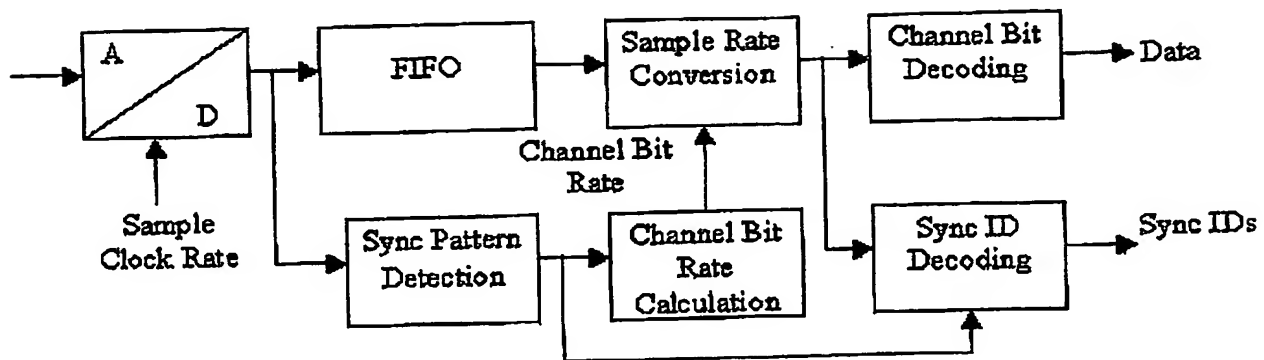 A
D
FIFO
Sample Rate
Conversion
Channel Bit
Decoding
Data
Sample
Clock Rate
Channel Bit
Rate
Sync Pattern
Detection
Channel Bit
Rate
Calculation
Sync ID
Decoding
Sync IDs